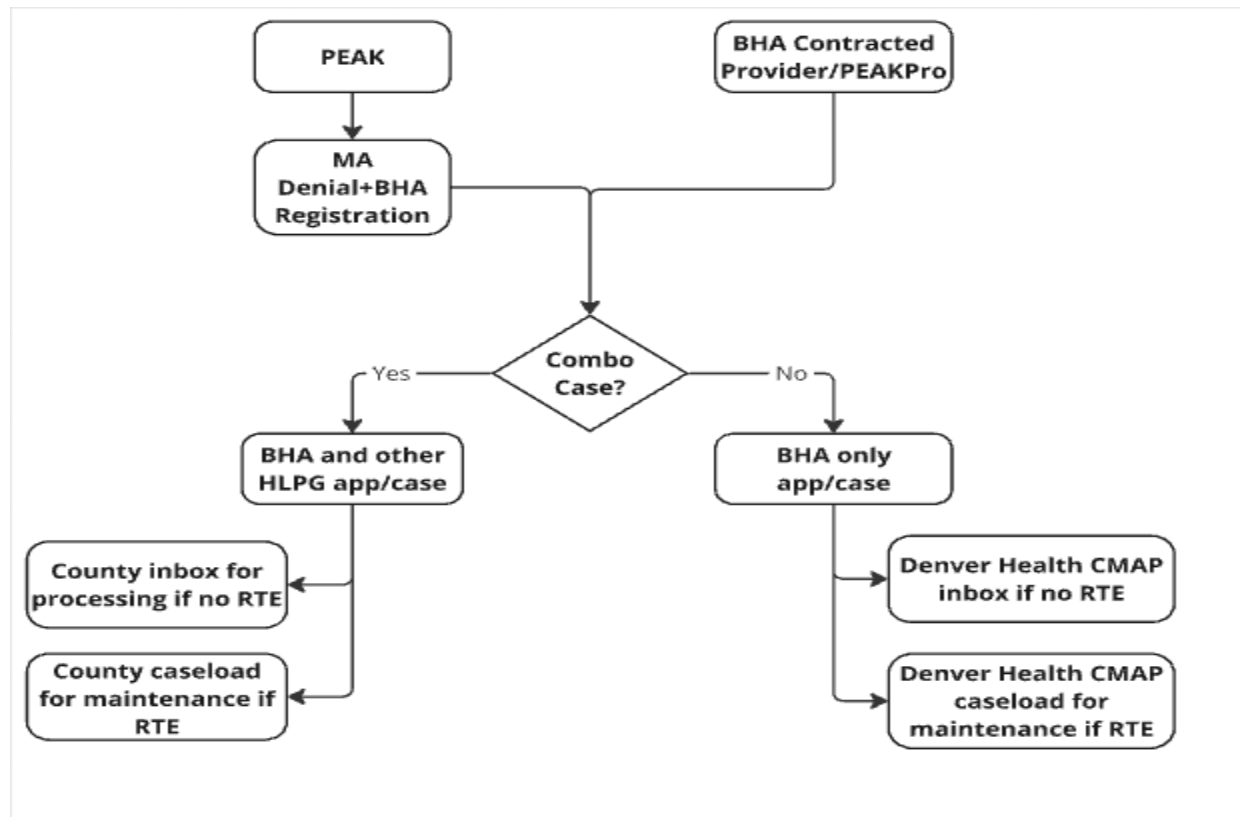 PEAK
BHA Contracted
Provider/PEAKPro
MA
Denial+BHA
Registration
Combo
Case?
Yes
No
BHA and other
HLPG app/case
BHA only
app/case
County inbox for
processing if no RTE
Denver Health CMAP
inbox if no RTE
County caseload
for maintenance if
RTE
Denver Health CMAP
caseload for
maintenance if RTE